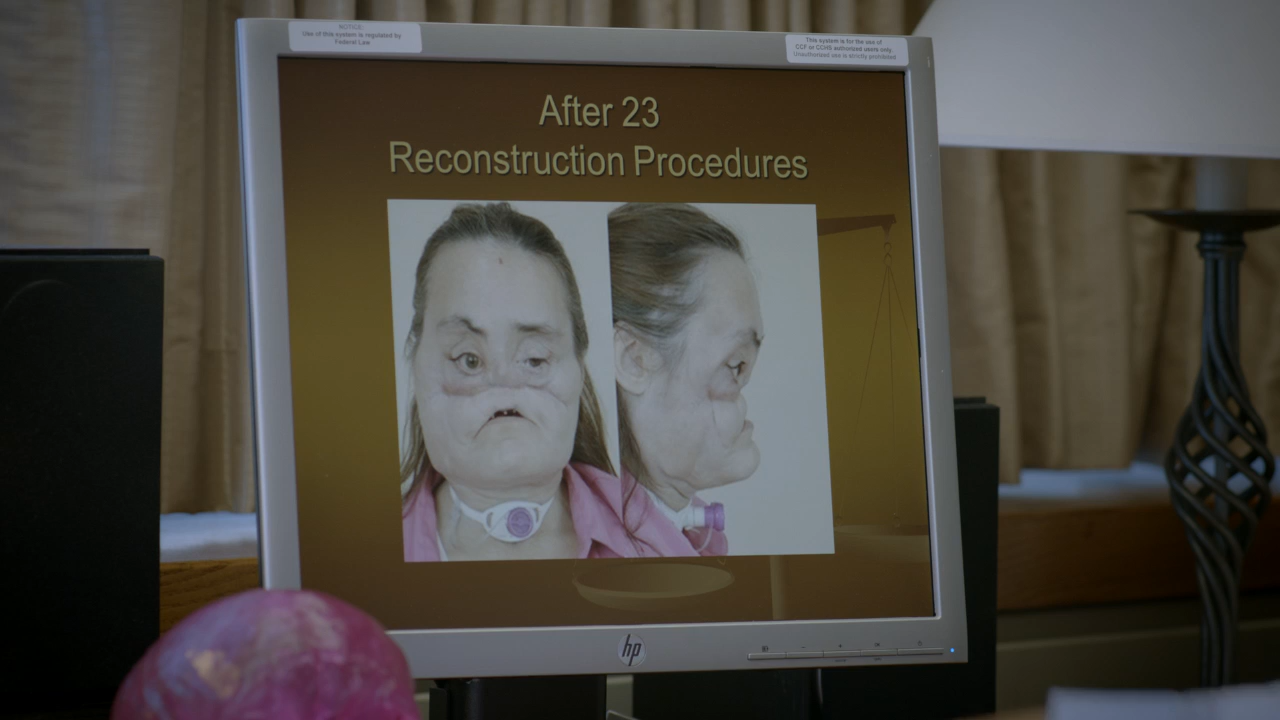 NOTICE:
Use of this system is regulated by
Federal Law
This system is for the use of
CCF or CCHS authorized users only.
Unauthorized use is strictly prohibited
After 23
Reconstruction Procedures
hp